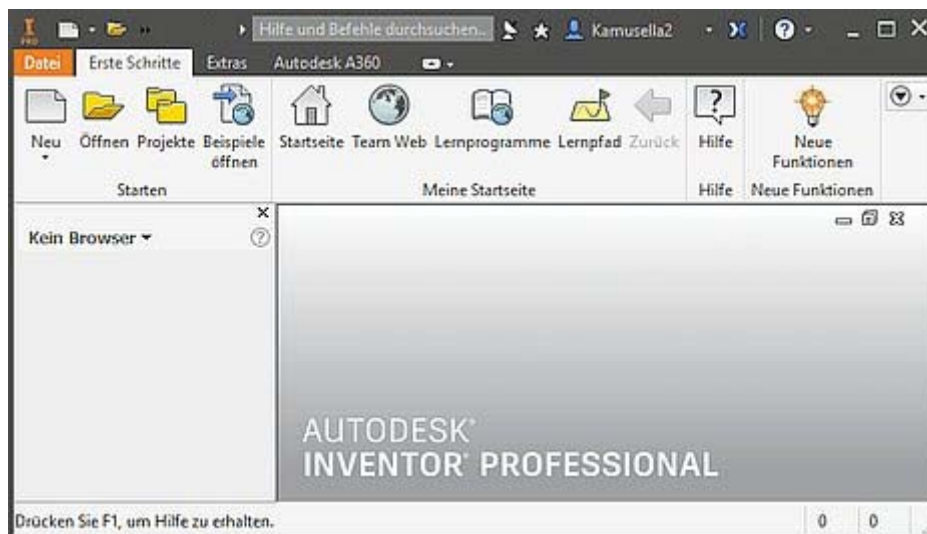 PRO Hilfe und Befehle durchsuchen.. Kamusella2
Datei Erste Schritte Extras Autodesk A360
Neu Öffnen Projekte Beispiele öffnen Startseite Team Web Lernprogramme Lernpfad Zurück Hilfe Neue Funktionen
Starten Meine Startseite Hilfe Neue Funktionen
Kein Browser
AUTODESK®
INVENTOR® PROFESSIONAL
Drücken Sie F1, um Hilfe zu erhalten. 0 0